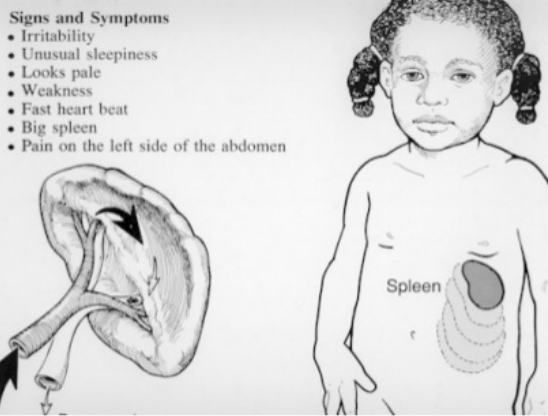 Signs and Symptoms
• Irritability
• Unusual sleepiness
• Looks pale
• Weakness
• Fast heart beat
• Big spleen
• Pain on the left side of the abdomen
Spleen